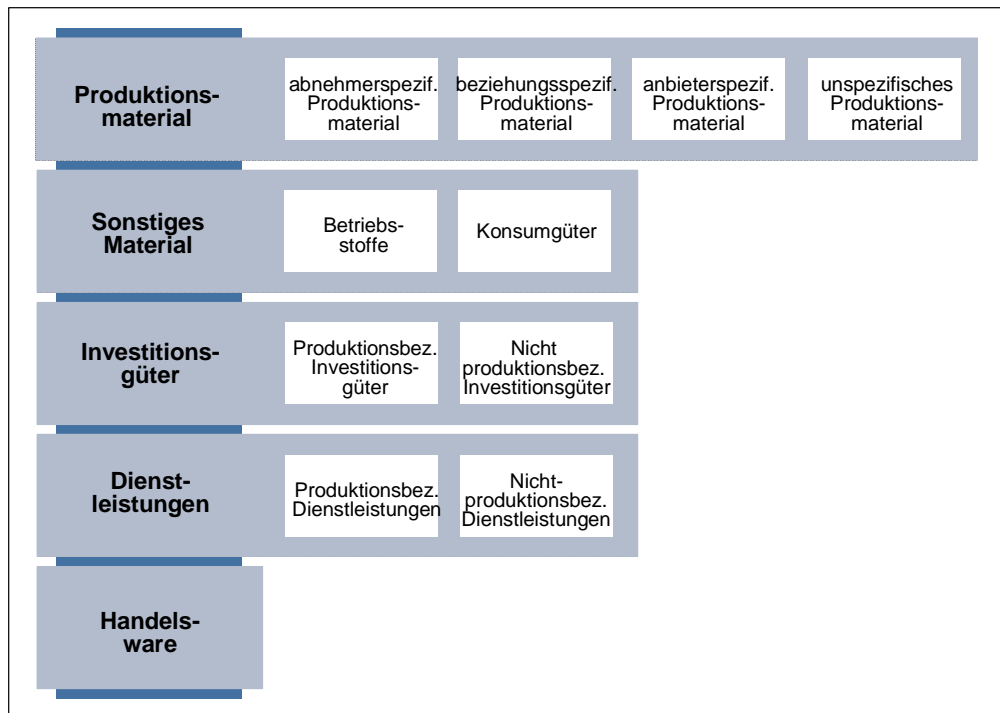 Produktions-
material
abnehmerspezif.
Produktions-
material
beziehungsspezif.
Produktions-
material
anbieterspezif.
Produktions-
material
unspezifisches
Produktions-
material
Sonstiges
Material
Betriebs-
stoffe
Konsumgüter
Investitions-
güter
Produktionsbez.
Investitions-
güter
Nicht
produktionsbez.
Investitionsgüter
Dienst-
leistungen
Produktionsbez.
Dienstleistungen
Nicht-
produktionsbez.
Dienstleistungen
Handels-
ware